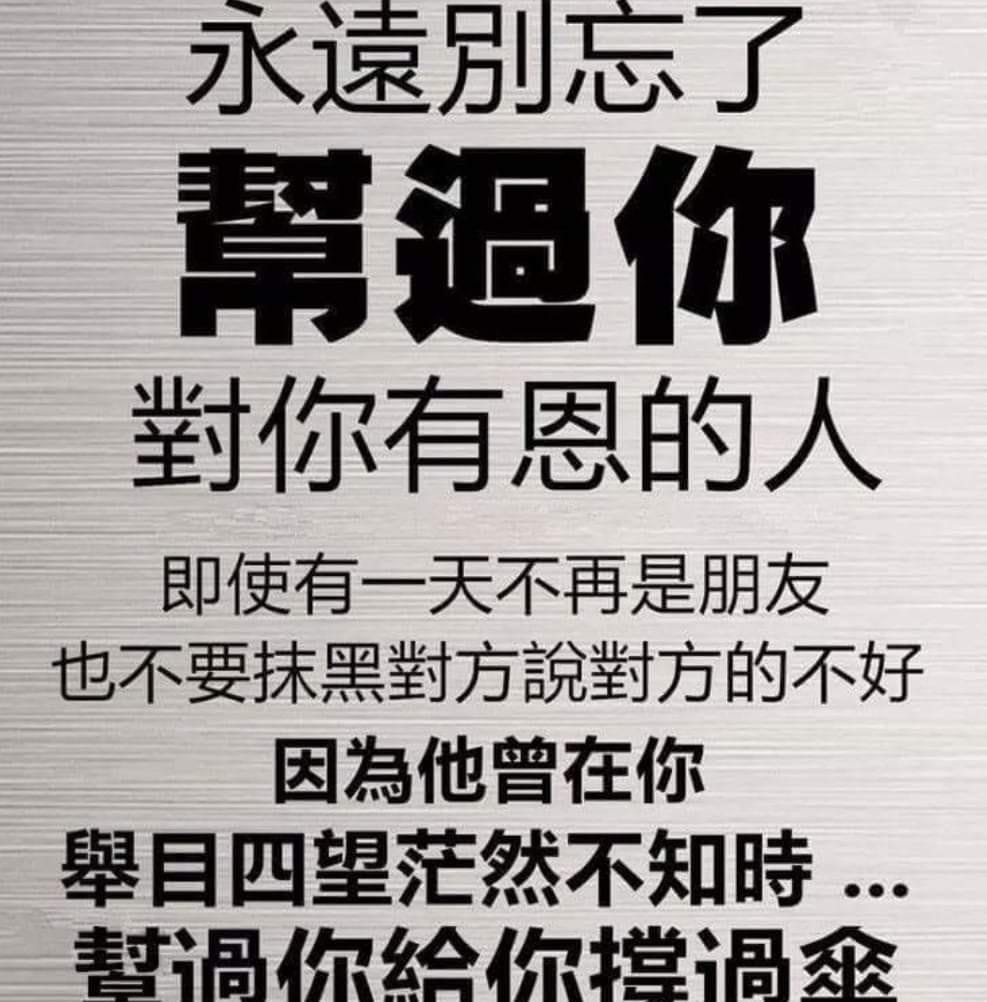 永遠別忘了
幫過你
對你有恩的人
即使有一天不再是朋友
也不要抹黑對方說對方的不好
因為他曾在你
舉目四望茫然不知時 ...
幫過你給你撐過傘